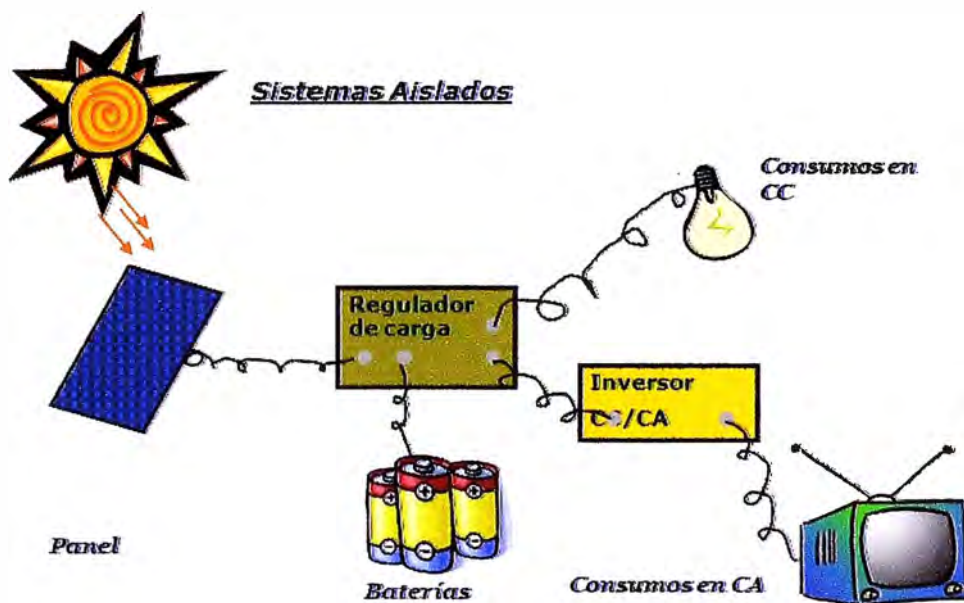 Sistemas Aislados
Consumos en
CC
Regulador
de carga
Inversor
CC/CA
Panel
Baterías
Consumos en CA